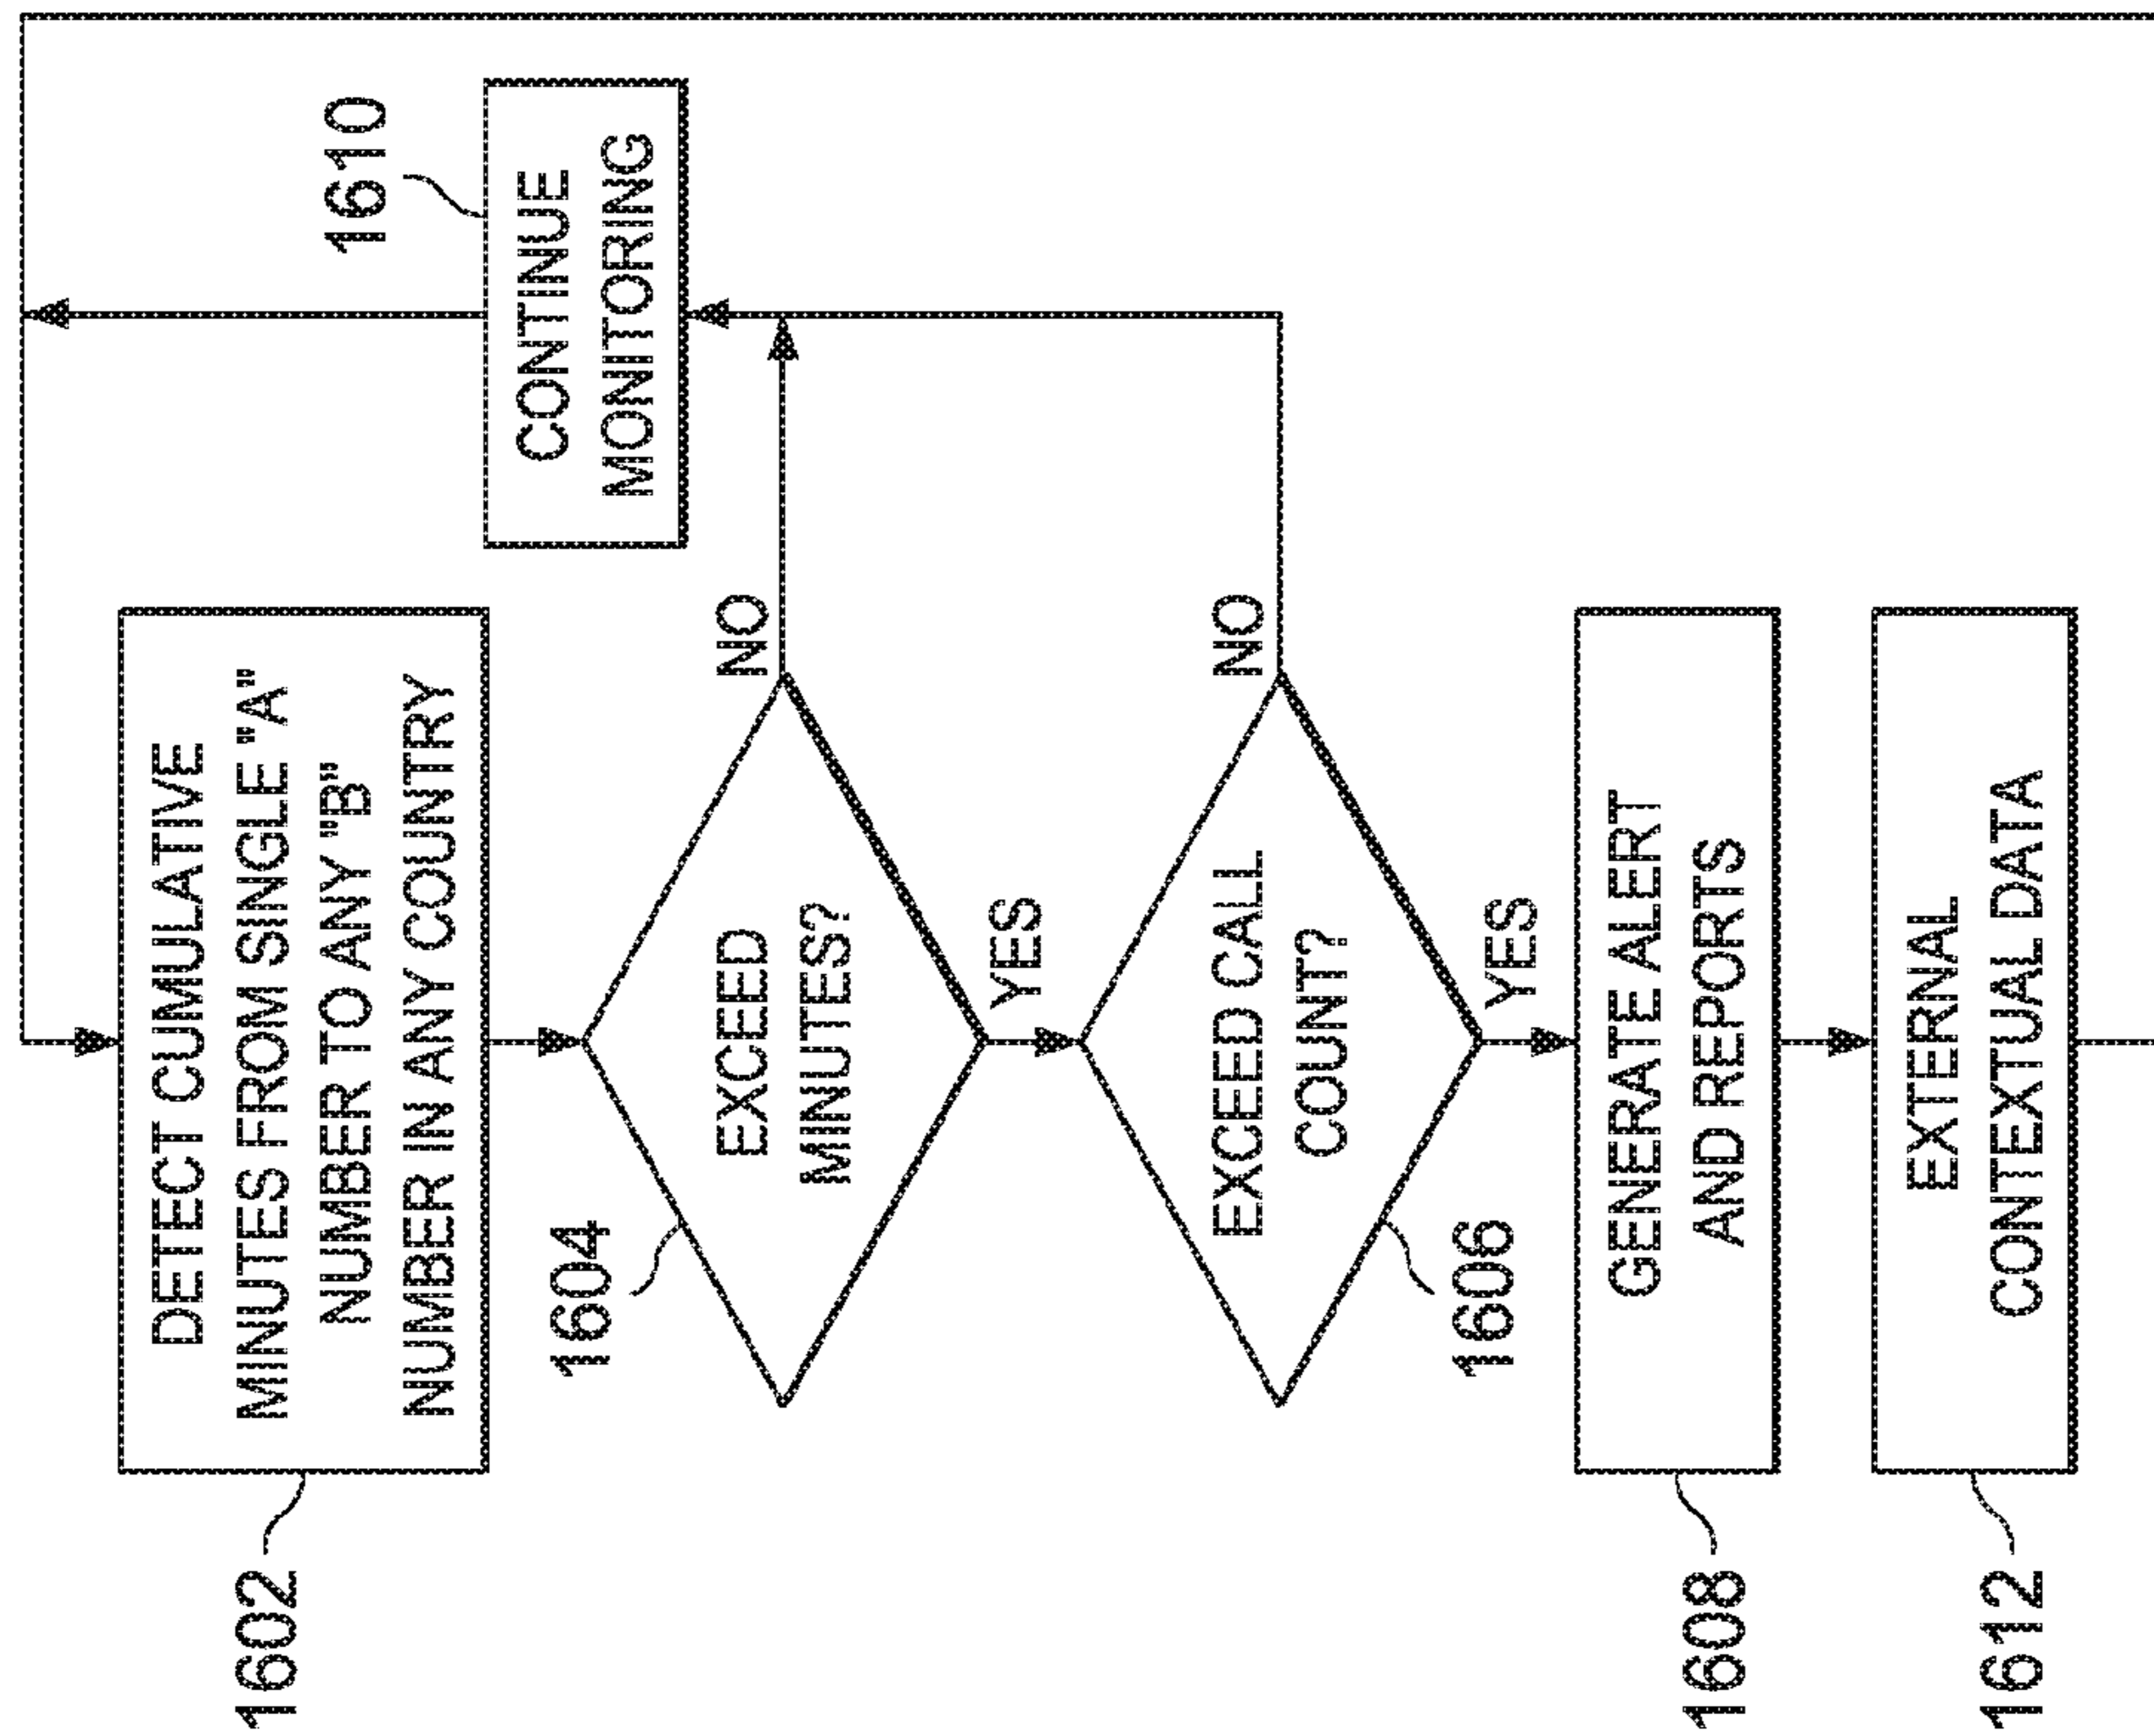 1602
DETECT CUMULATIVE
MINUTES FROM SINGLE "A"
NUMBER TO ANY "B"
NUMBER IN ANY COUNTRY
1610
CONTINUE
MONITORING
1604
EXCEED
MINUTES?
NO
YES
EXCEED CALL
COUNT?
NO
1606
YES
1608
GENERATE ALERT
AND REPORTS
1612
EXTERNAL
CONTEXTUAL DATA